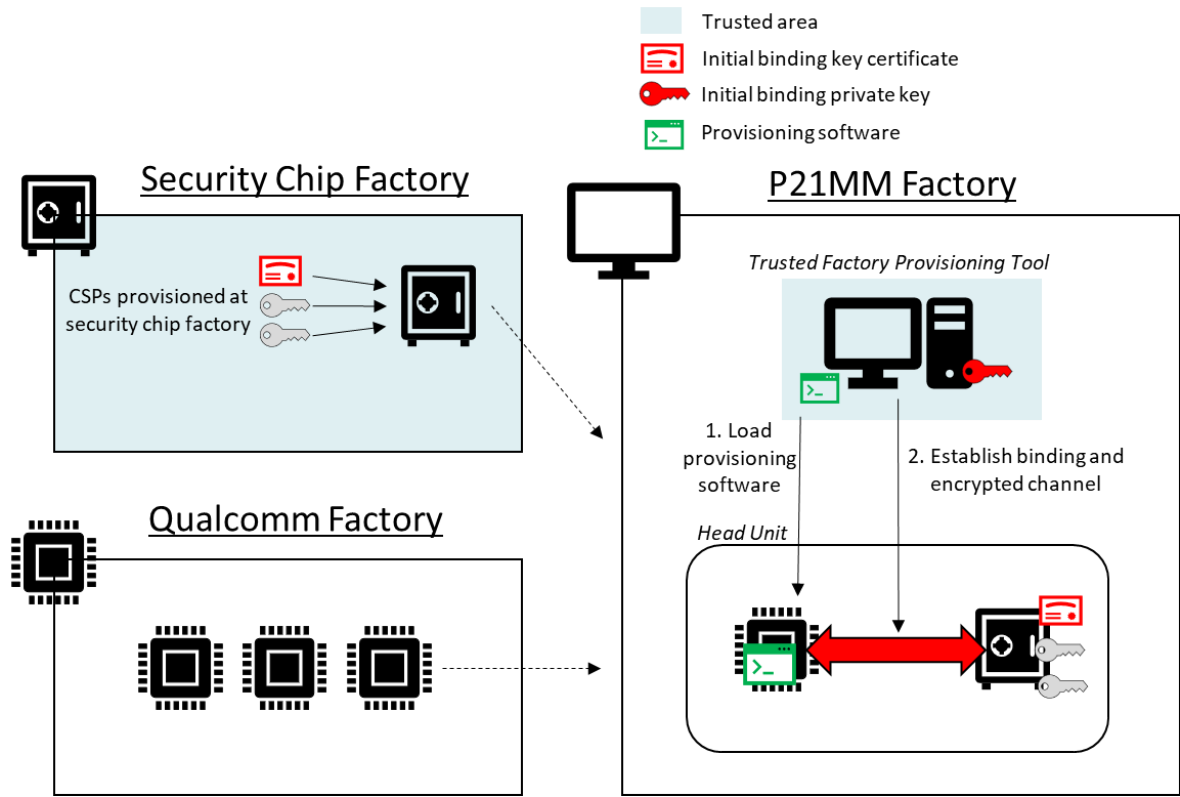 Trusted area
Initial binding key certificate
Initial binding private key
Provisioning software
Security Chip Factory
P21MM Factory
CSPs provisioned at
security chip factory
Trusted Factory Provisioning Tool
1. Load
provisioning
software
2. Establish binding and
encrypted channel
Qualcomm Factory
Head Unit